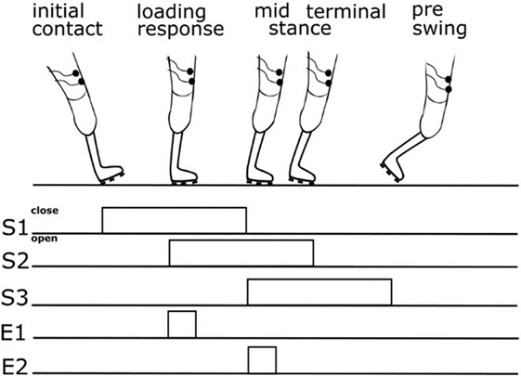 initial
contact
loading
response
mid
stance
terminal
pre
swing
S1 close
S2 open
S3
E1
E2